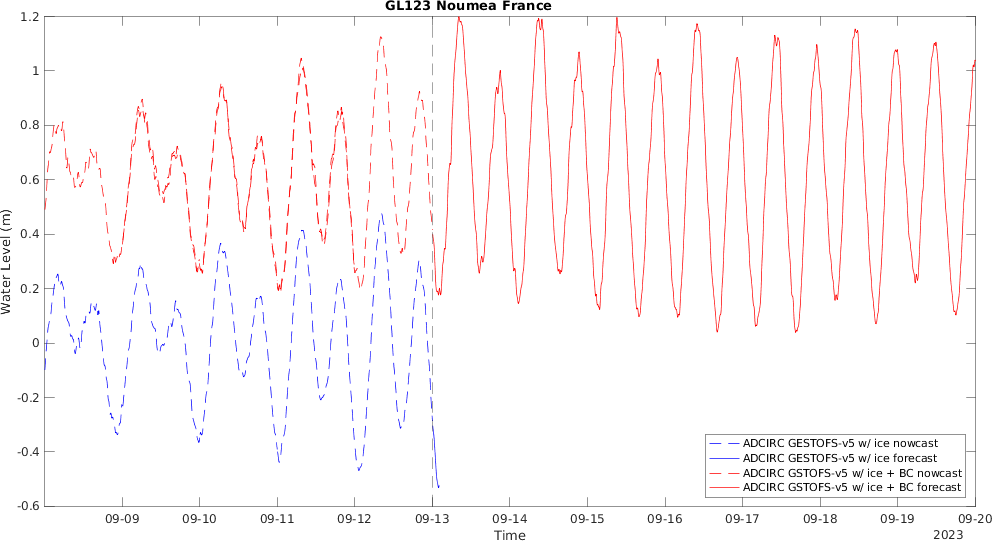 GL123 Noumea France
1.2
1
0.8
0.6
0.4
0.2
0
-0.2
-0.4
-0.6
Water Level (m)
ADCIRC GESTOFS-v5 w/ ice nowcast
ADCIRC GESTOFS-v5 w/ ice forecast
ADCIRC GSTOFS-v5 w/ ice + BC nowcast
ADCIRC GSTOFS-v5 w/ ice + BC forecast
09-09 09-10 09-11 09-12 09-13 09-14 09-15 09-16 09-17 09-18 09-19 09-20
Time
2023